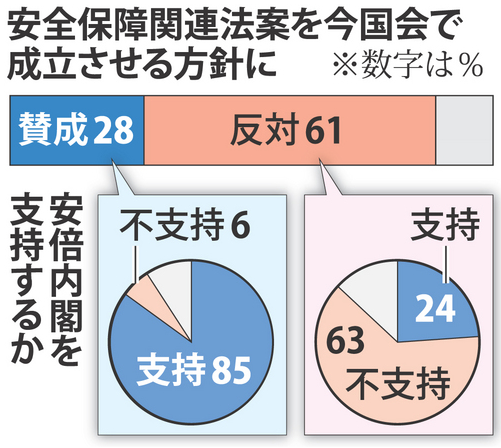 安全保障関連法案を今国会で
成立させる方針に
※数字は%
賛成28
反対61
安倍内閣を
支持するか
不支持6
支持85
支持
24
63
不支持